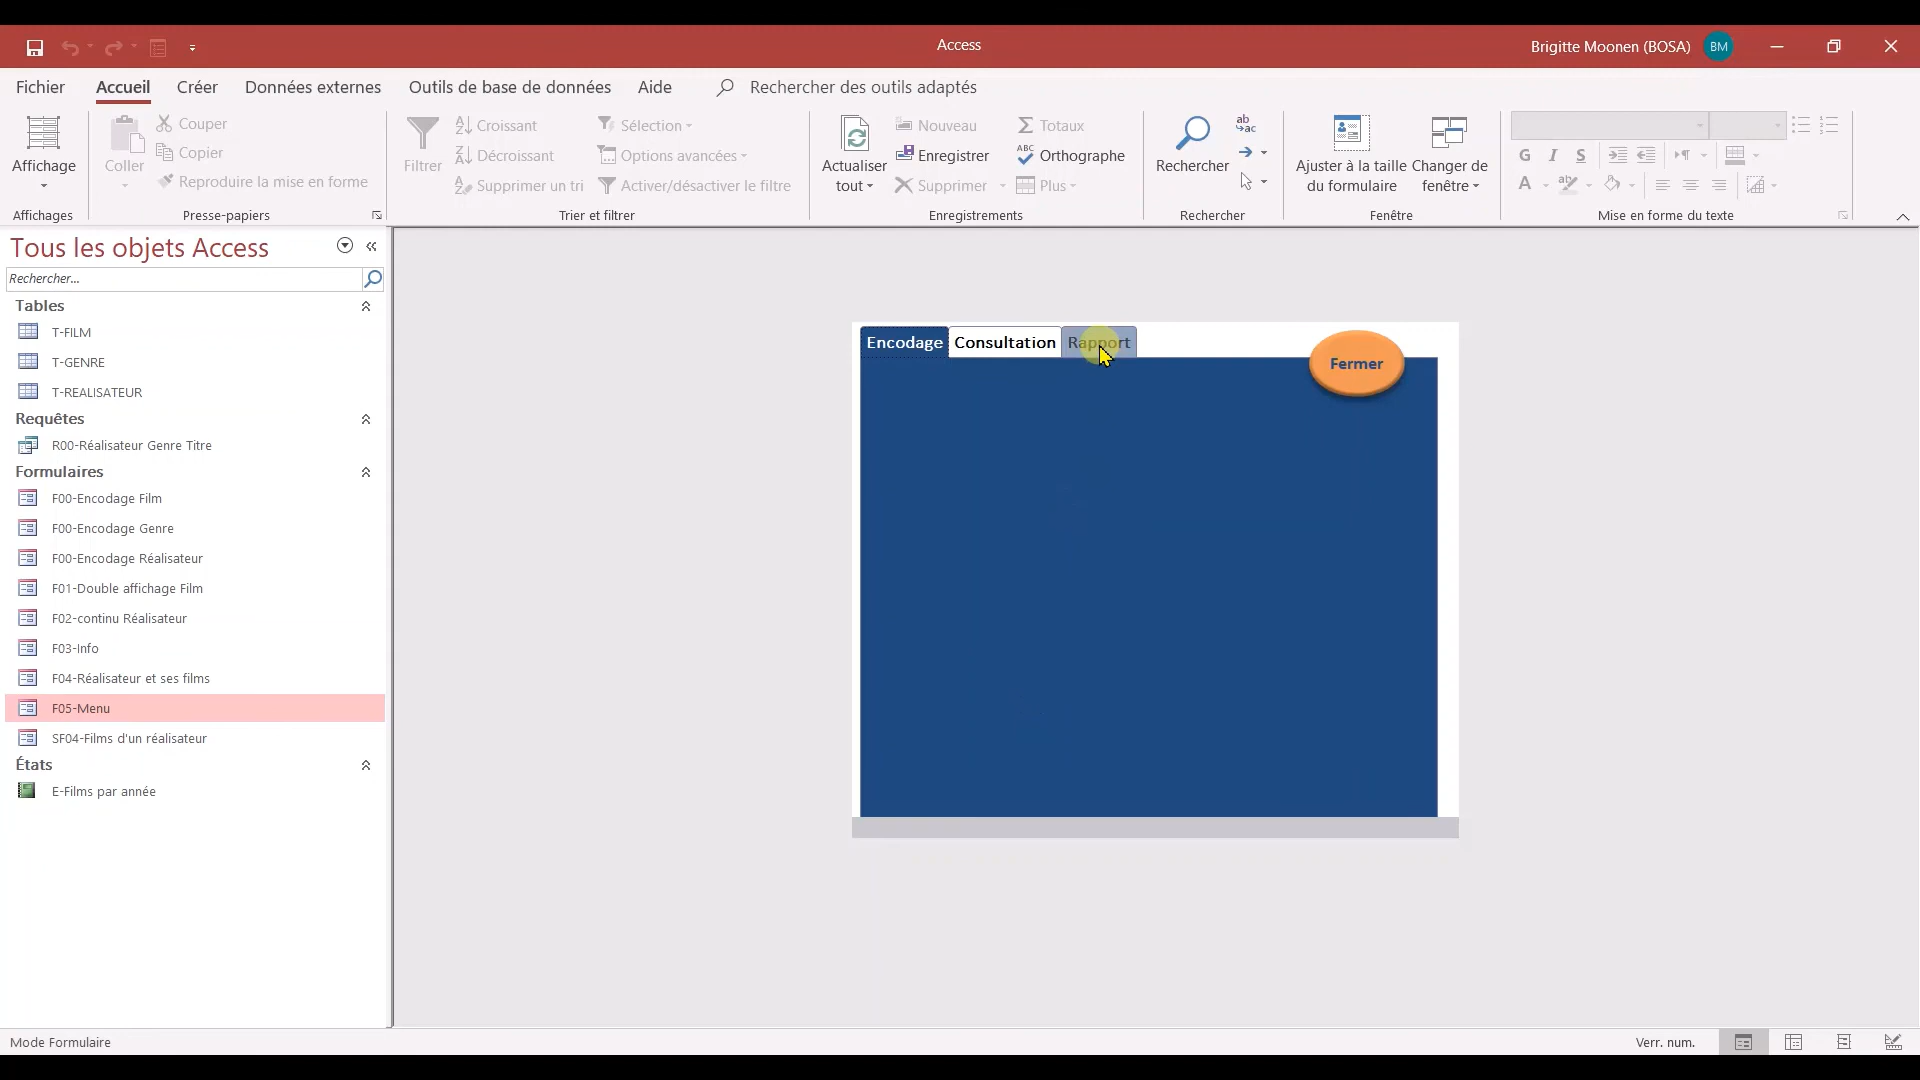 Access
Brigitte Moonen (BOSA) BM
Fichier Accueil Créer Données externes Outils de base de données Aide Rechercher des outils adaptés
Affichage
Affichages
Coller
Couper
Copier
Reproduire la mise en forme
Presse-papiers
Filtrer
Croissant
Décroissant
Supprimer un tri
Sélection
Options avancées
Activer/désactiver le filtre
Trier et filtrer
Actualiser
tout
Nouveau
Enregistrer
Supprimer
Totaux
Orthographe
Plus
Enregistrements
Rechercher
Rechercher
Ajuster à la taille
du formulaire
Changer de
fenêtre
Fenêtre
G I S
A
Mise en forme du texte
Tous les objets Access
Rechercher...
Tables
T-FILM
T-GENRE
T-REALISATEUR
Requêtes
R00-Réalisateur Genre Titre
Formulaires
F00-Encodage Film
F00-Encodage Genre
F00-Encodage Réalisateur
F01-Double affichage Film
F02-continu Réalisateur
F03-Info
F04-Réalisateur et ses films
F05-Menu
SF04-Films d'un réalisateur
États
E-Films par année
Encodage Consultation Rapport
Fermer
Mode Formulaire
Verr. num.